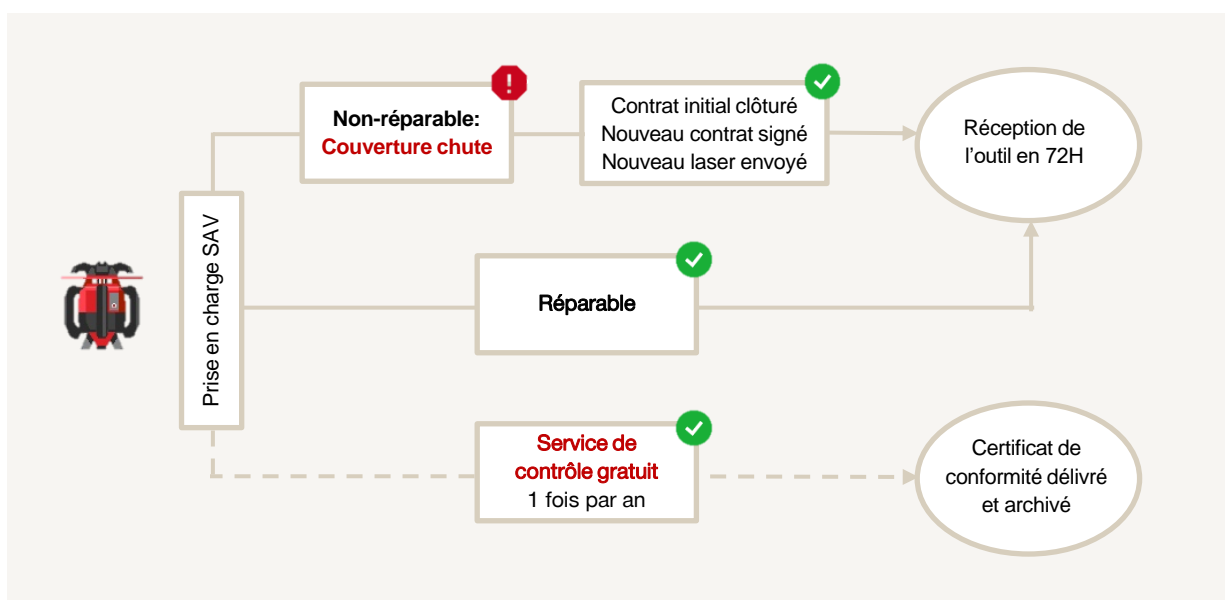 Non-réparable:
Couverture chute
Contrat initial clôturé
Nouveau contrat signé
Nouveau laser envoyé
Réception de
l’outil en 72H
Prise en charge SAV
Réparable
Service de
contrôle gratuit
1 fois par an
Certificat de
conformité délivré
et archivé